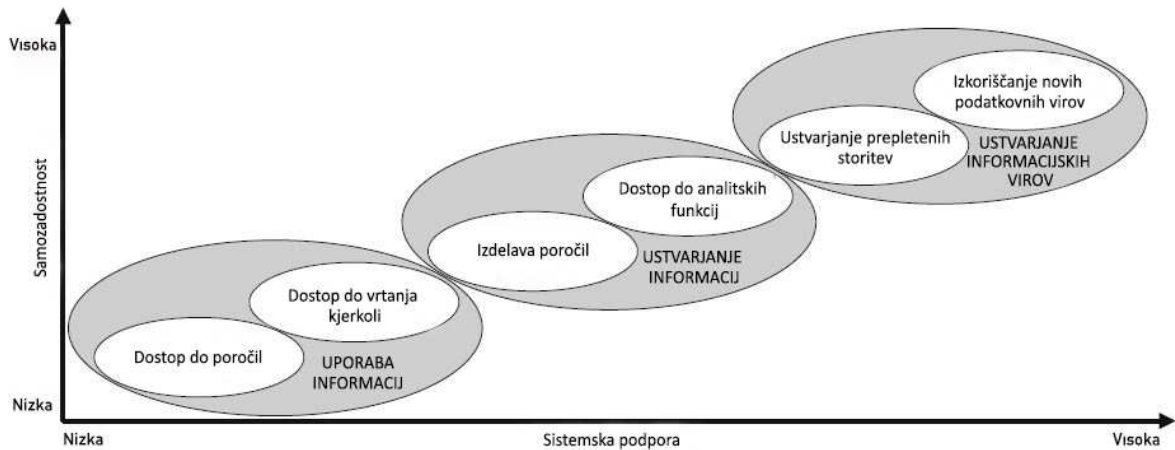 Visoka
Samozadostnost
Nizka
Nizka
Sistemska podpora
Visoka
Dostop do poročil
Dostop do vrtanja
kjerkoli
UPORABA
INFORMACIJ
Izdelava poročil
Dostop do analitskih
funkcij
USTVARJANJE
INFORMACIJ
Ustvarjanje prepletenih
storitev
Izkoriščanje novih
podatkovnih virov
USTVARJANJE
INFORMACIJSKIH
VIROV